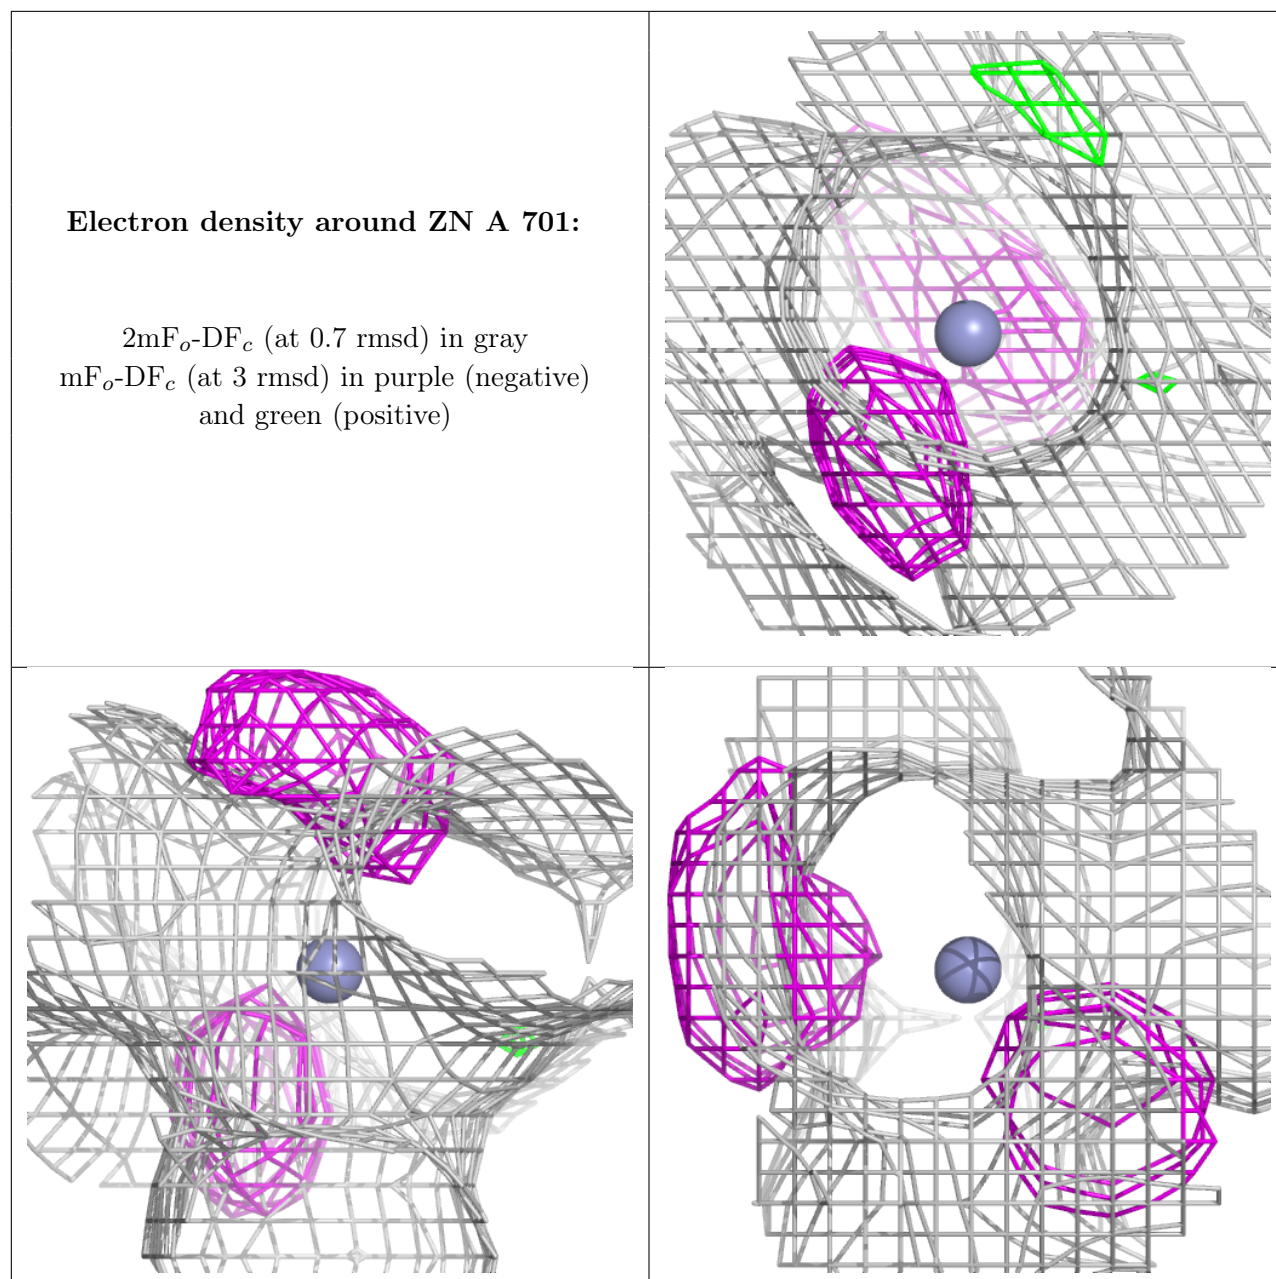 Electron density around ZN A 701:
2mFo-DFc (at 0.7 rmsd) in gray
mFo-DFc (at 3 rmsd) in purple (negative)
and green (positive)